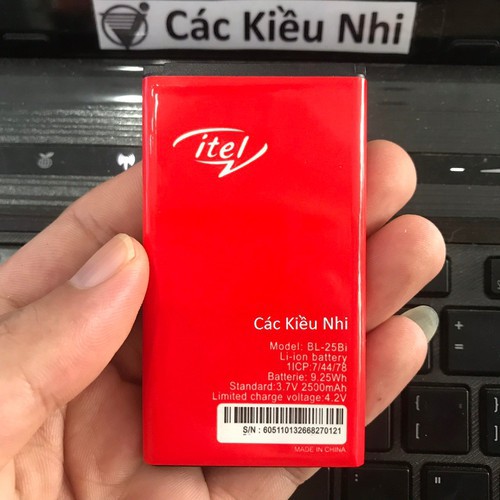 Các Kiều Nhi
itel
Các Kiều Nhi
Model: BL-25Bi
Li-ion battery
1ICP:7/44/78
Batterie: 9.25Wh
Standard:3.7V 2500mAh
Limited charge voltage:4.2V
S/N : 605110132668270121
MADE IN CHINA